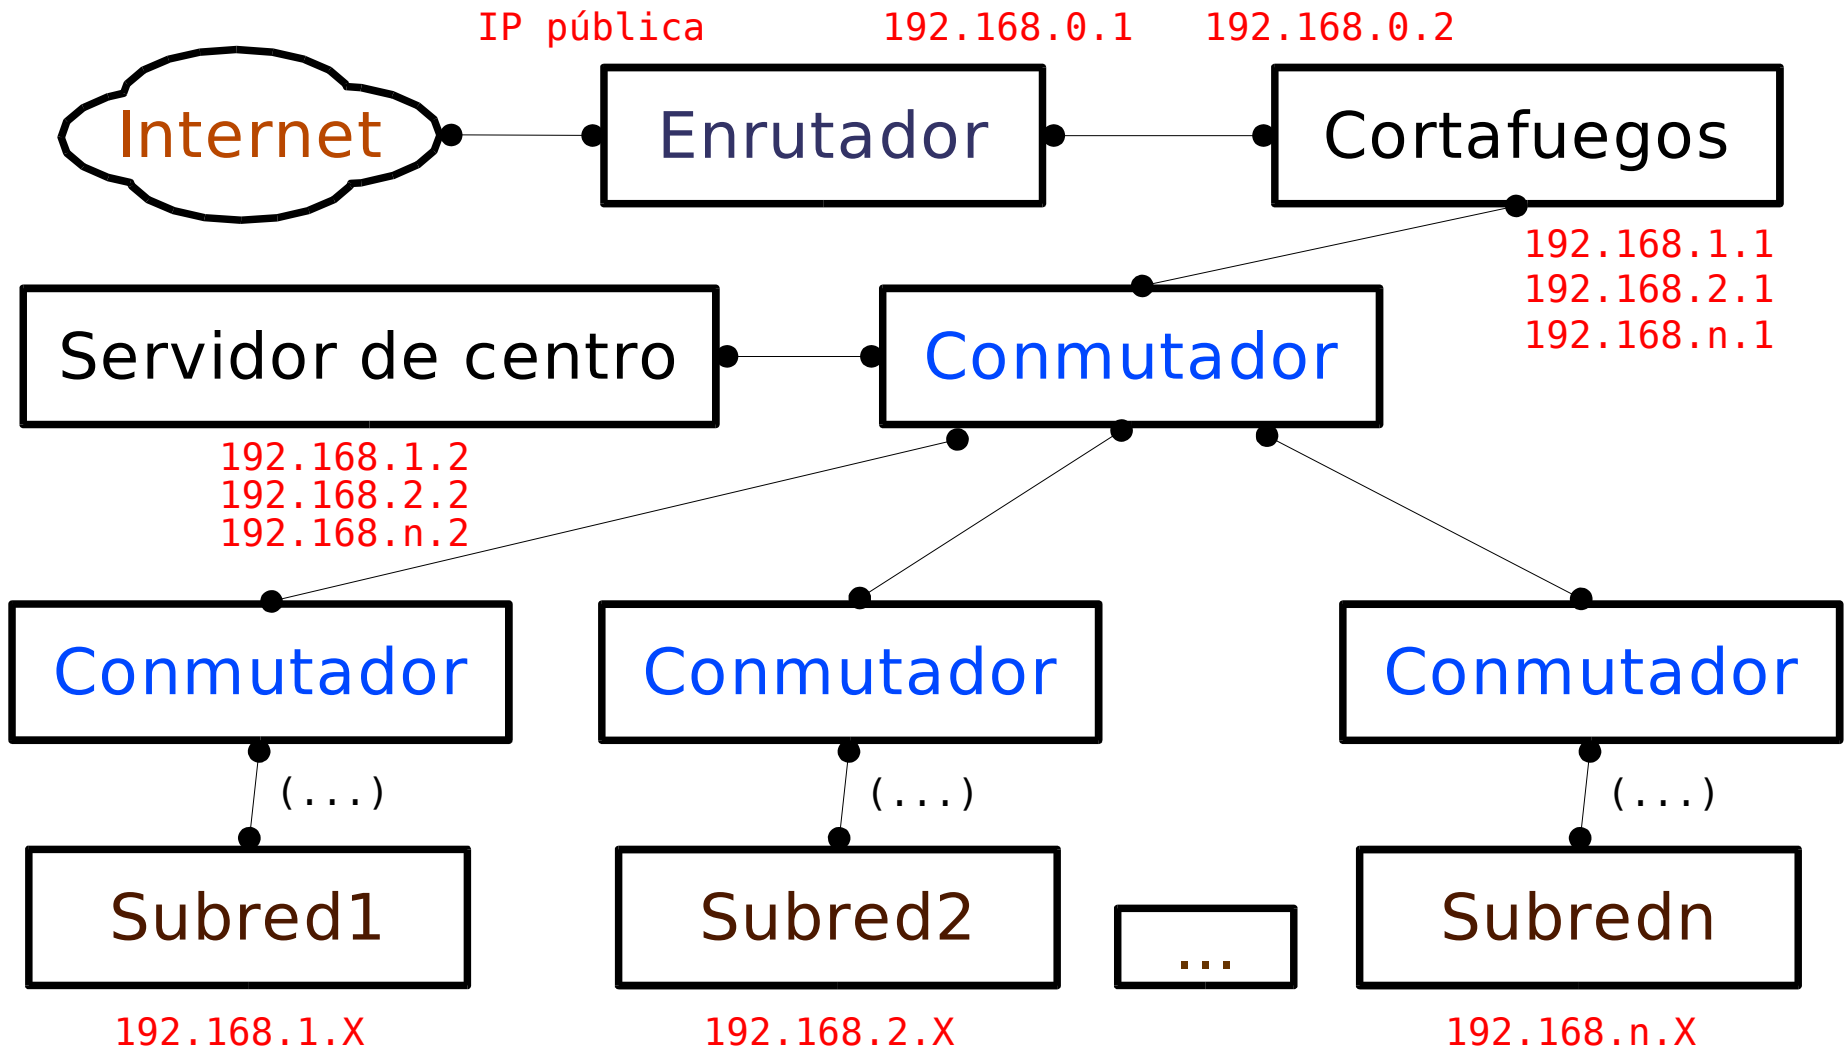 IP pública
192.168.0.1
192.168.0.2
Internet
Enrutador
Cortafuegos
192.168.1.1
192.168.2.1
192.168.n.1
Servidor de centro
Conmutador
192.168.1.2
192.168.2.2
192.168.n.2
Conmutador
Conmutador
Conmutador
(...)
(...)
(...)
Subred1
Subred2
...
Subredn
192.168.1.X
192.168.2.X
192.168.n.X